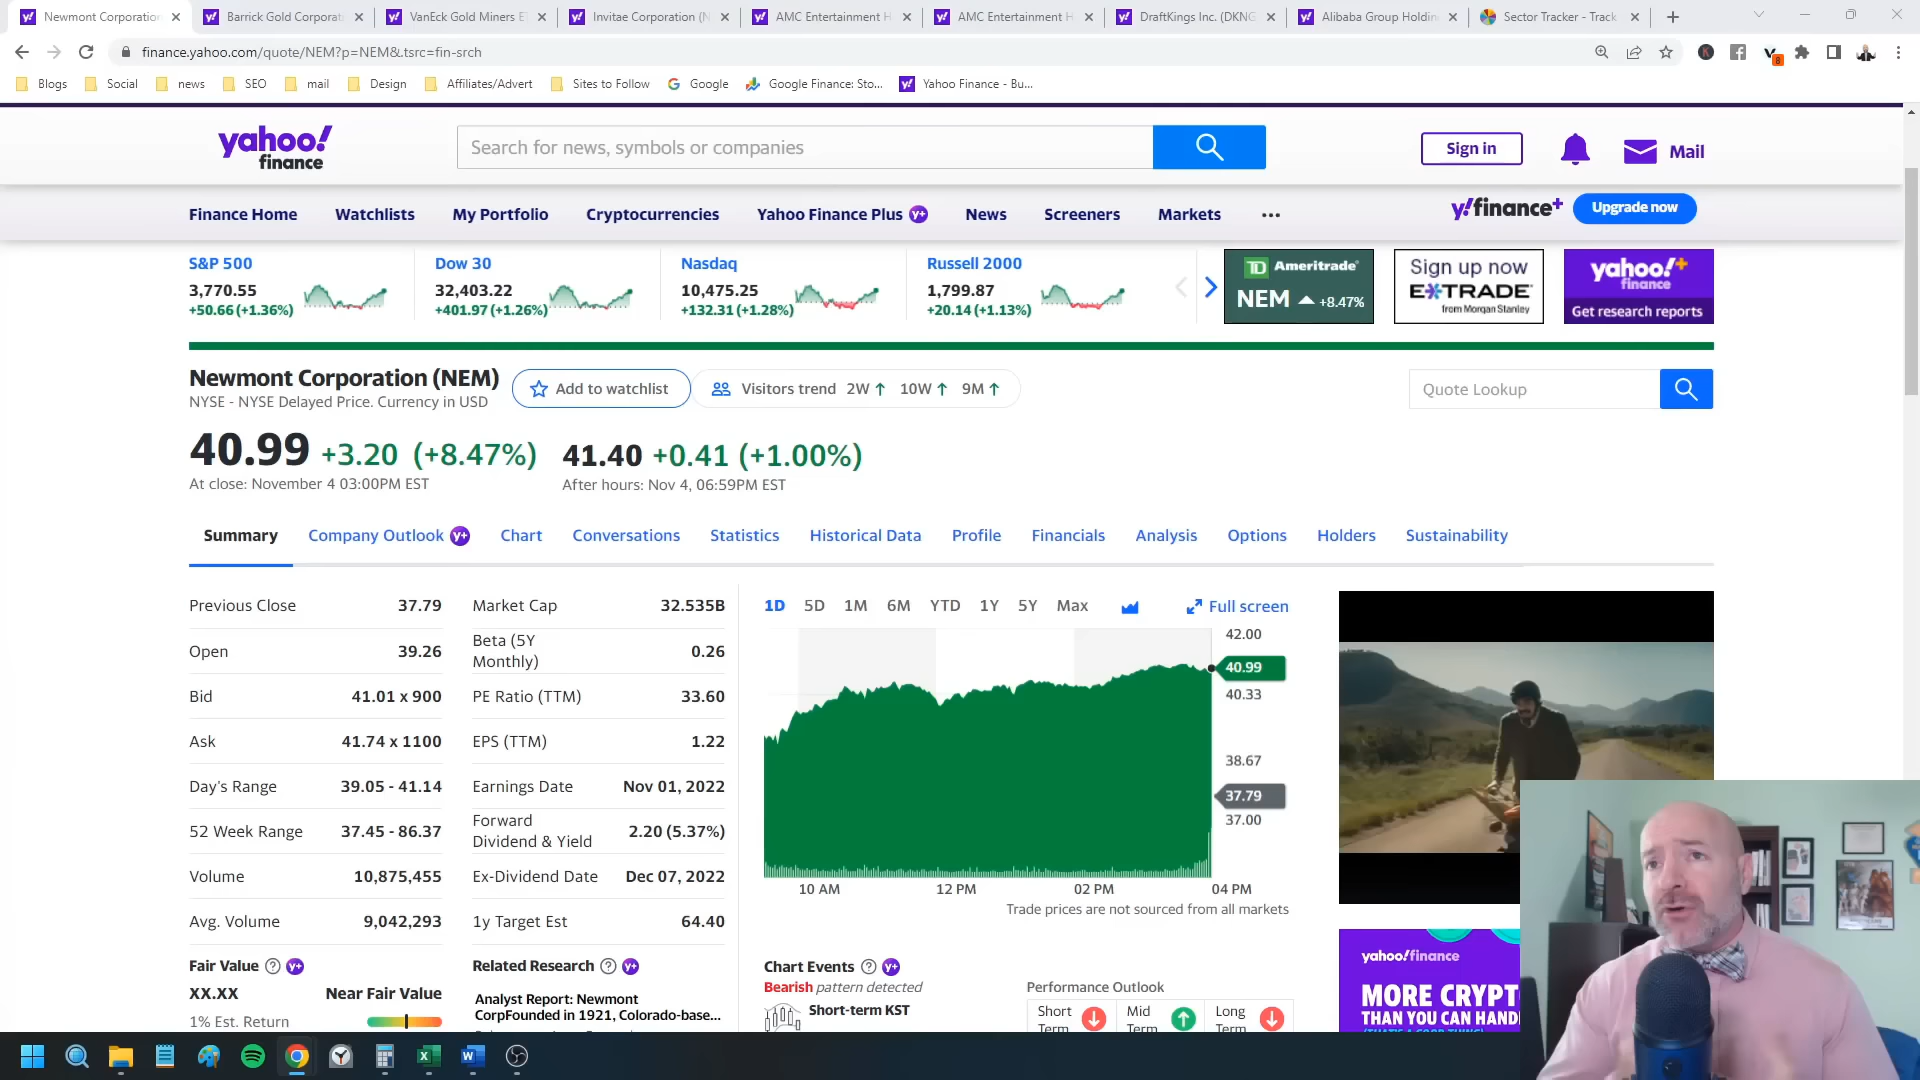 Newmont Corporation
Barrick Gold Corporat
VanEck Gold Miners E
Invitae Corporation (N
AMC Entertainment H
AMC Entertainment H
DraftKings Inc. (DKNG
Alibaba Group Holdin
Sector Tracker - Track
finance.yahoo.com/quote/NEM?p=NEM&.tsrc=fin-srch
8
Blogs Social news SEO mail Design Affiliates/Advert Sites to Follow Google Google Finance: Sto... Yahoo Finance - Bu...
yahoo!
finance
Search for news, symbols or companies
Sign in
Mail
Finance Home Watchlists My Portfolio Cryptocurrencies Yahoo Finance Plus y+ News Screeners Markets ...
y!finance+
Upgrade now
S&P 500
3,770.55
+50.66 (+1.36%)
Dow 30
32,403.22
+401.97 (+1.26%)
Nasdaq
10,475.25
+132.31 (+1.28%)
Russell 2000
1,799.87
+20.14 (+1.13%)
TD Ameritrade
NEM +8.47%
Sign up now
E*TRADE
from Morgan Stanley
yahoo!+
finance
Get research reports
Newmont Corporation (NEM)
NYSE - NYSE Delayed Price. Currency in USD
Add to watchlist
Visitors trend 2W ↑ 10W ↑ 9M ↑
Quote Lookup
40.99 +3.20 (+8.47%)
At close: November 4 03:00PM EST
41.40 +0.41 (+1.00%)
After hours: Nov 4, 06:59PM EST
Summary Company Outlook y+ Chart Conversations Statistics Historical Data Profile Financials Analysis Options Holders Sustainability
Previous Close 37.79
Open 39.26
Bid 41.01 x 900
Ask 41.74 x 1100
Day's Range 39.05 - 41.14
52 Week Range 37.45 - 86.37
Volume 10,875,455
Avg. Volume 9,042,293
Market Cap 32.535B
Beta (5Y
Monthly) 0.26
PE Ratio (TTM) 33.60
EPS (TTM) 1.22
Earnings Date Nov 01, 2022
Forward
Dividend & Yield 2.20 (5.37%)
Ex-Dividend Date Dec 07, 2022
1y Target Est 64.40
1D 5D 1M 6M YTD 1Y 5Y Max
Full screen
42.00
40.99
40.33
38.67
37.79
37.00
10 AM 12 PM 02 PM 04 PM
Trade prices are not sourced from all markets
Fair Value ? y+
XX.XX Near Fair Value
1% Est. Return
Related Research ? y+
Analyst Report: Newmont
CorpFounded in 1921, Colorado-base...
Chart Events ? y+
Bearish pattern detected
Short-term KST
Performance Outlook
Short
Term
Mid
Term
Long
Term
yahoo!finance
MORE CRYPT
THAN YOU CAN HAND